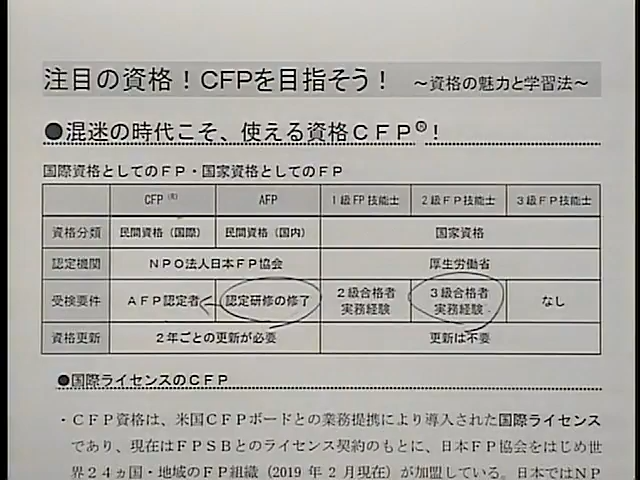 注目の資格！CFPを目指そう！　～資格の魅力と学習法～
●混迷の時代こそ、使える資格ＣＦＰ®！
国際資格としてのＦＰ・国家資格としてのＦＰ
CFP (R)　AFP　１級FP技能士　２級ＦＰ技能士　３級ＦＰ技能士
資格分類　民間資格（国際）　民間資格（国内）　国家資格
認定機関　ＮＰＯ法人日本ＦＰ協会　厚生労働省
受検要件　ＡＦＰ認定者　認定研修の修了　２級合格者　３級合格者　なし
実務経験　実務経験
資格更新　２年ごとの更新が必要　更新は不要
●国際ライセンスのＣＦＰ
・ＣＦＰ資格は、米国ＣＦＰボードとの業務提携により導入された国際ライセンス
であり、現在はＦＰＳＢとのライセンス契約のもとに、日本ＦＰ協会をはじめ世
界２４ヵ国・地域のＦＰ組織（2019 年 2 月現在）が加盟している。日本ではＮＰ